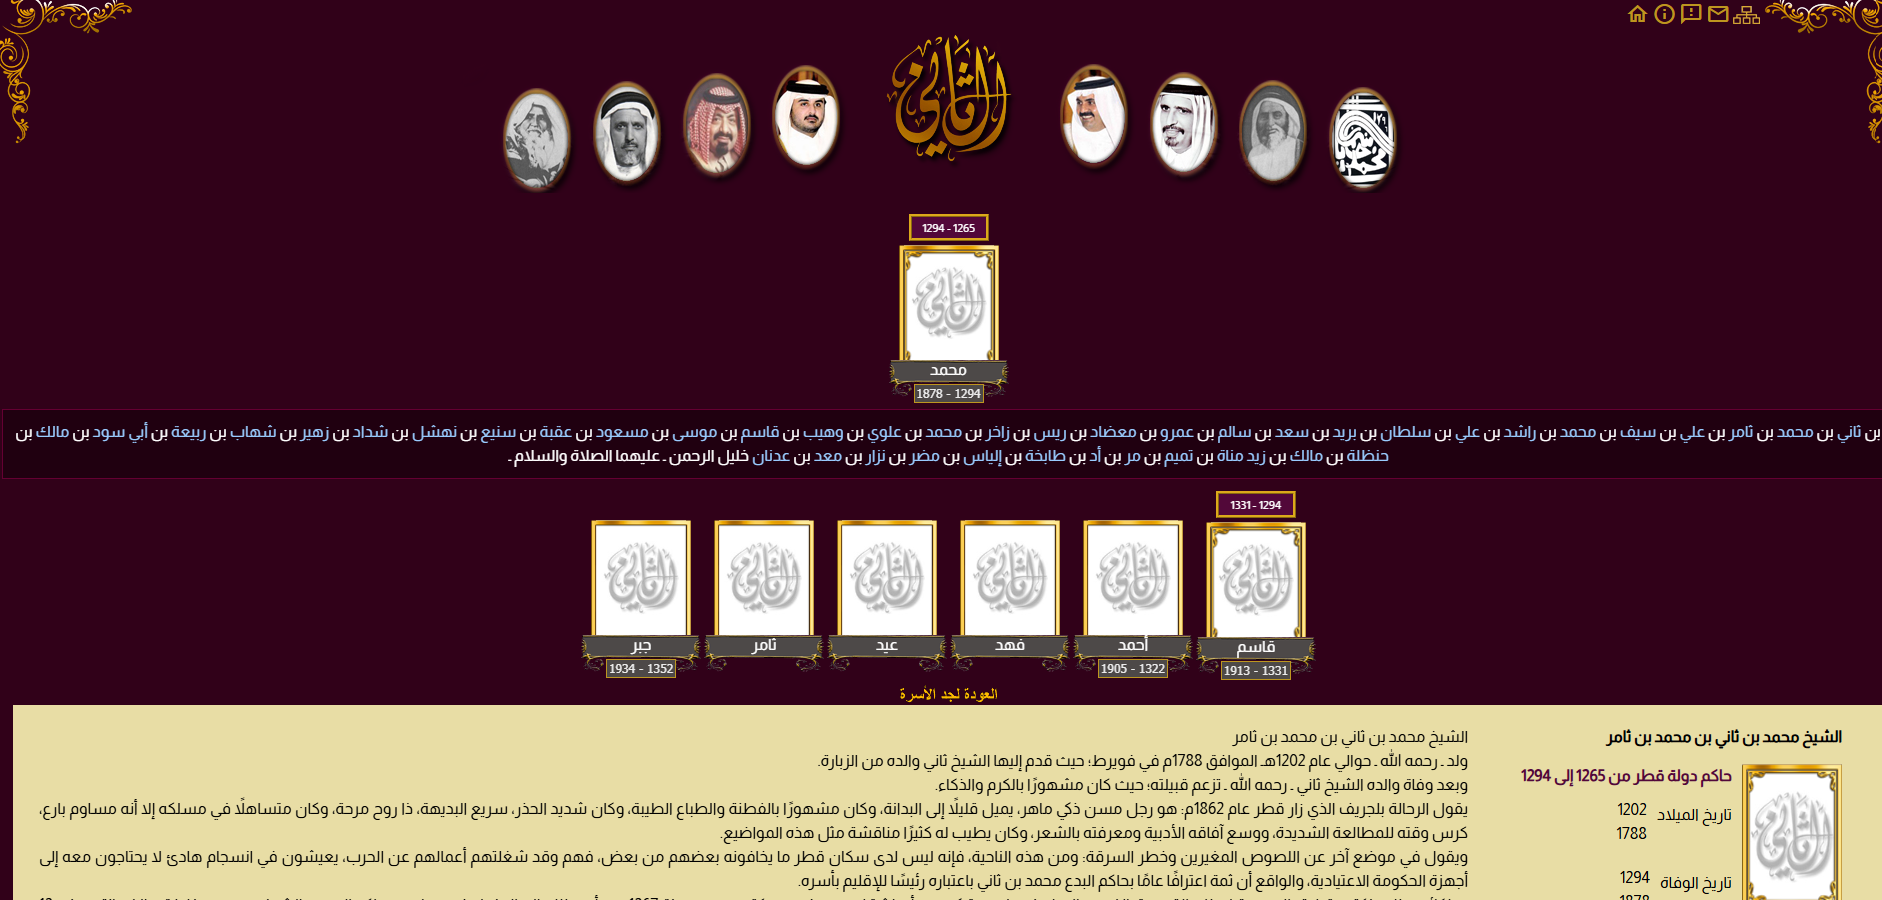 الثاني
1294 - 1265
محمد
1878 - 1294
بن ثاني بن محمد بن ثامر بن علي بن سيف بن محمد بن راشد بن علي بن سلطان بن بريد بن سعد بن سالم بن عمرو بن معضاد بن ريس بن زاخر بن محمد بن علوي بن وهيب بن قاسم بن موسى بن مسعود بن عقبة بن سنيع بن نهشل بن شداد بن زهير بن شهاب بن ربيعة بن أبي سود بن مالك بن
حنظلة بن مالك بن زيد مناة بن تميم بن مر بن أد بن طابخة بن إلياس بن مضر بن نزار بن معد بن عدنان خليل الرحمن ـ عليهما الصلاة والسلام ـ
1331 - 1294
قاسم
1913 - 1331
أحمد
1905 - 1322
فهد
عيد
ثامر
جبر
1934 - 1352
العودة لجد الأسرة
الشيخ محمد بن ثاني بن محمد بن ثامر
حاكم دولة قطر من 1265 إلى 1294
تاريخ الميلاد
1202
1788
تاريخ الوفاة
1294
1878
الشيخ محمد بن ثاني بن محمد بن ثامر
ولد ـ رحمه الله ـ حوالي عام 1202هـ الموافق 1788م في فويرط؛ حيث قدم إليها الشيخ ثاني والده من الزبارة.
وبعد وفاة والده الشيخ ثاني ـ رحمه الله ـ تزعم قبيلته؛ حيث كان مشهورًا بالكرم والذكاء.
يقول الرحالة بلجريف الذي زار قطر عام 1862م: هو رجل مسن ذكي ماهر، يميل قليلًا إلى البدانة، وكان مشهورًا بالفطنة والطباع الطيبة، وكان شديد الحذر، سريع البديهة، ذا روح مرحة، وكان متساهلًا في مسلكه إلا أنه مساوم بارع،
كرس وقته للمطالعة الشديدة، ووسع آفاقه الأدبية ومعرفته بالشعر، وكان يطيب له كثيرًا مناقشة مثل هذه المواضيع.
ويقول في موضع آخر عن اللصوص المغيرين وخطر السرقة: ومن هذه الناحية، فإنه ليس لدى سكان قطر ما يخافونه بعضهم من بعض، فهم وقد شغلتهم أعمالهم عن الحرب، يعيشون في انسجام هادئ لا يحتاجون معه إلى
أجهزة الحكومة الاعتيادية، والواقع أن ثمة اعترافًا عامًا بحاكم البدع محمد بن ثاني باعتباره رئيسًا للإقليم بأسره.